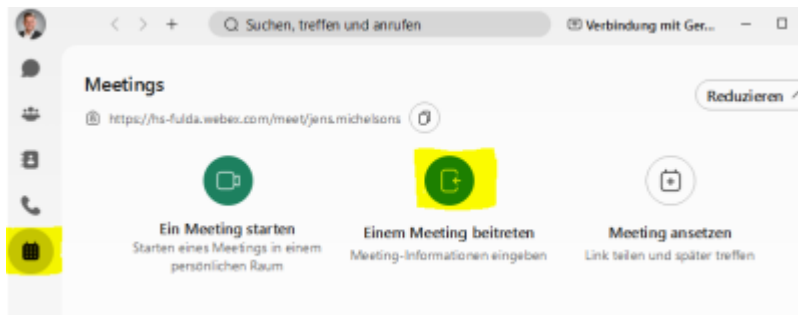 Suchen, treffen und anrufen
Verbindung mit Ger...
Meetings
Reduzieren
https://hs-fulda.webex.com/meet/jens.michelsons
Ein Meeting starten
Starten eines Meetings in einem
persönlichen Raum
Einem Meeting beitreten
Meeting-Informationen eingeben
Meeting ansetzen
Link teilen und später treffen